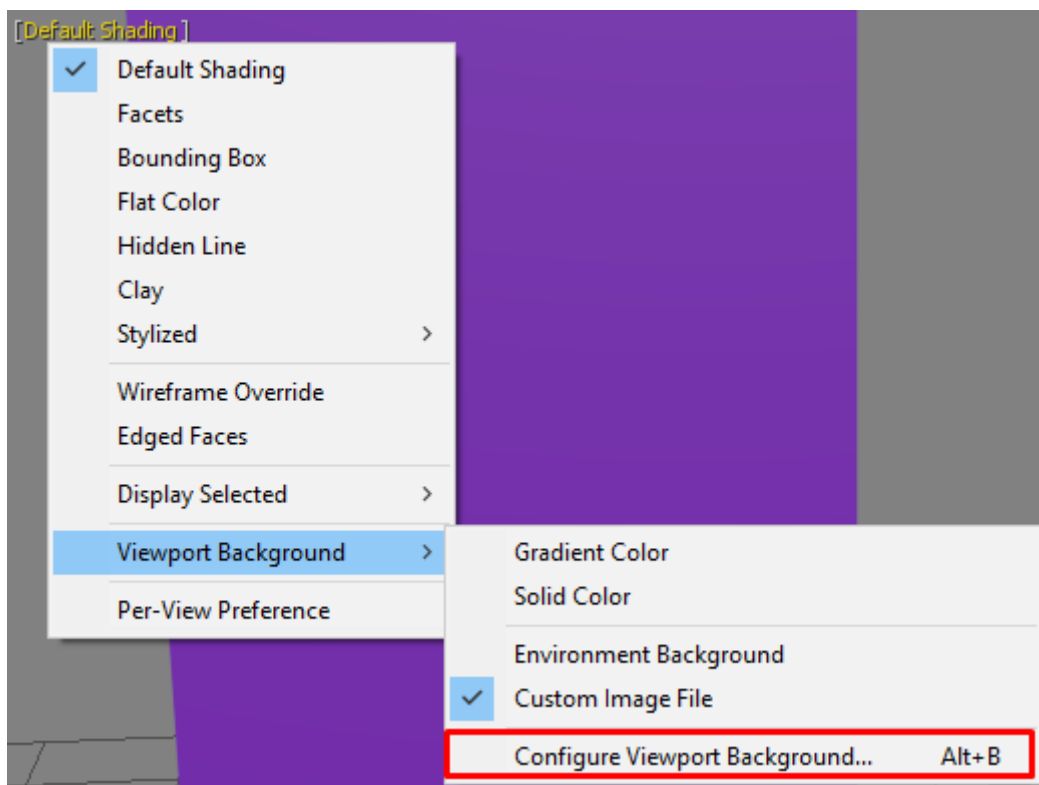 [Default Shading ]
Default Shading
Facets
Bounding Box
Flat Color
Hidden Line
Clay
Stylized
Wireframe Override
Edged Faces
Display Selected
Viewport Background
Per-View Preference
Gradient Color
Solid Color
Environment Background
Custom Image File
Configure Viewport Background... Alt+B